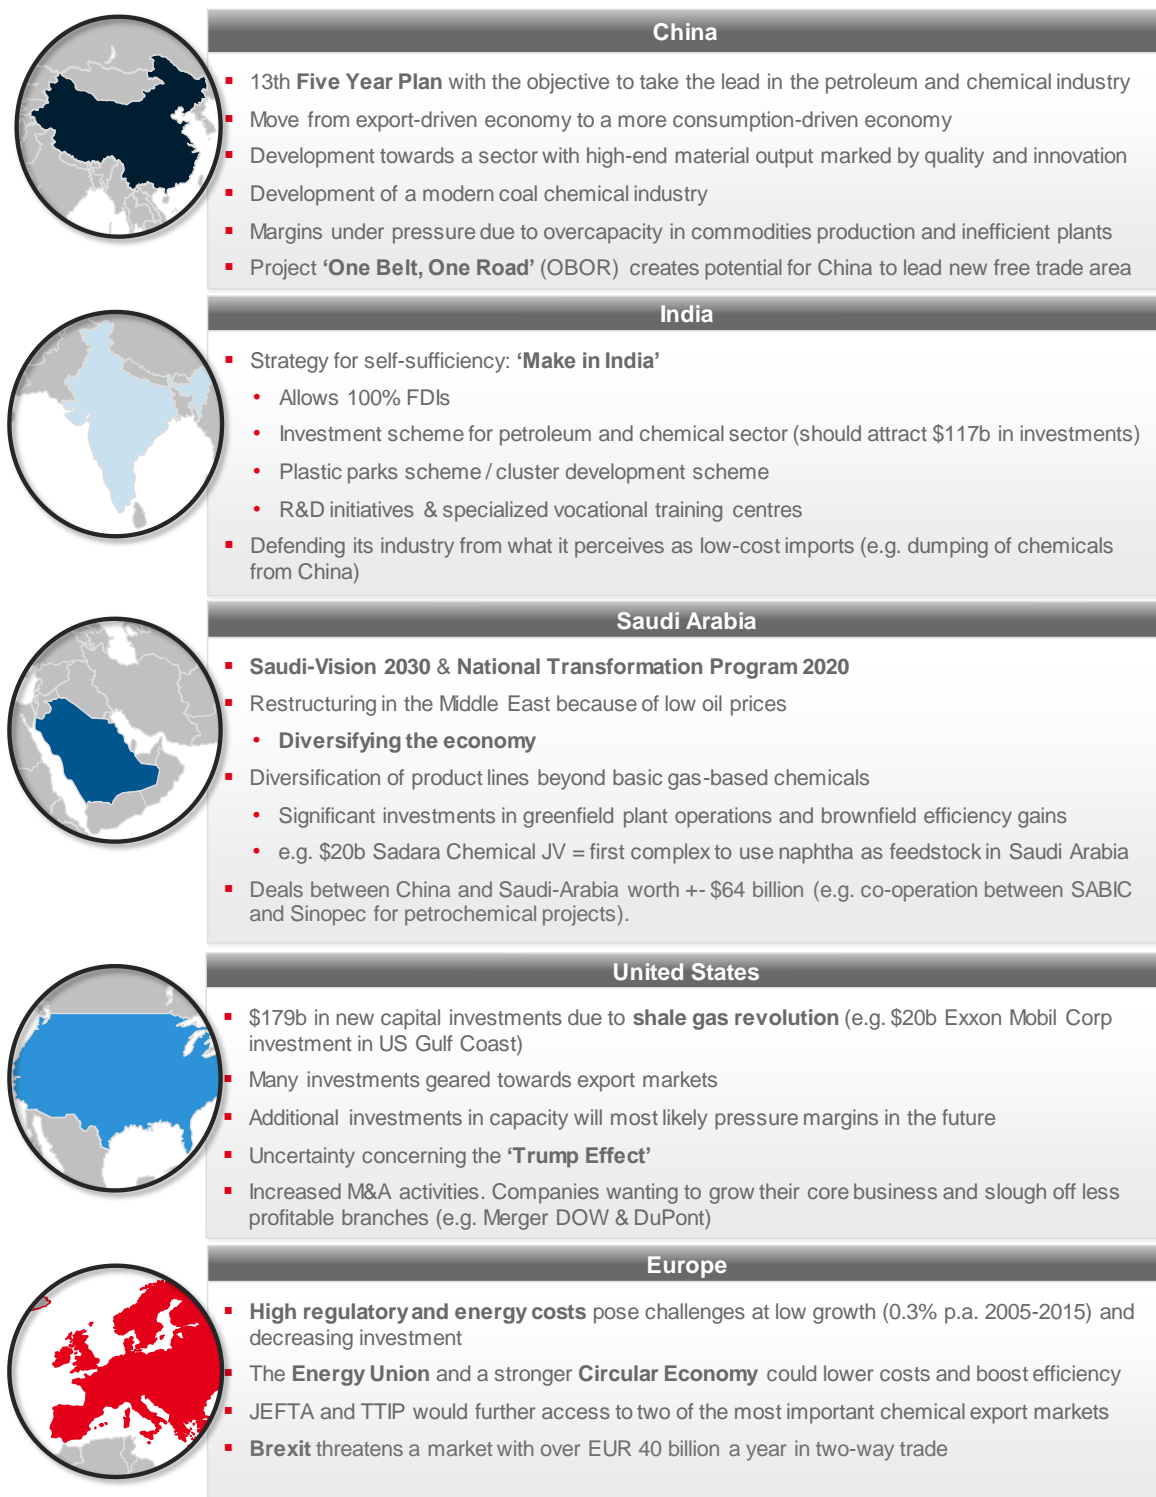 China
▪ 13th Five Year Plan with the objective to take the lead in the petroleum and chemical industry
▪ Move from export-driven economy to a more consumption-driven economy
▪ Development towards a sector with high-end material output marked by quality and innovation
▪ Development of a modern coal chemical industry
▪ Margins under pressure due to overcapacity in commodities production and inefficient plants
▪ Project ‘One Belt, One Road’ (OBOR) creates potential for China to lead new free trade area
India
▪ Strategy for self-sufficiency: ‘Make in India’
• Allows 100% FDIs
• Investment scheme for petroleum and chemical sector (should attract $117b in investments)
• Plastic parks scheme / cluster development scheme
• R&D initiatives & specialized vocational training centres
▪ Defending its industry from what it perceives as low-cost imports (e.g. dumping of chemicals
from China)
Saudi Arabia
▪ Saudi-Vision 2030 & National Transformation Program 2020
▪ Restructuring in the Middle East because of low oil prices
• Diversifying the economy
▪ Diversification of product lines beyond basic gas-based chemicals
• Significant investments in greenfield plant operations and brownfield efficiency gains
• e.g. $20b Sadara Chemical JV = first complex to use naphtha as feedstock in Saudi Arabia
▪ Deals between China and Saudi-Arabia worth +- $64 billion (e.g. co-operation between SABIC
and Sinopec for petrochemical projects).
United States
▪ $179b in new capital investments due to shale gas revolution (e.g. $20b Exxon Mobil Corp
investment in US Gulf Coast)
▪ Many investments geared towards export markets
▪ Additional investments in capacity will most likely pressure margins in the future
▪ Uncertainty concerning the ‘Trump Effect’
▪ Increased M&A activities. Companies wanting to grow their core business and slough off less
profitable branches (e.g. Merger DOW & DuPont)
Europe
▪ High regulatory and energy costs pose challenges at low growth (0.3% p.a. 2005-2015) and
decreasing investment
▪ The Energy Union and a stronger Circular Economy could lower costs and boost efficiency
▪ JEFTA and TTIP would further access to two of the most important chemical export markets
▪ Brexit threatens a market with over EUR 40 billion a year in two-way trade